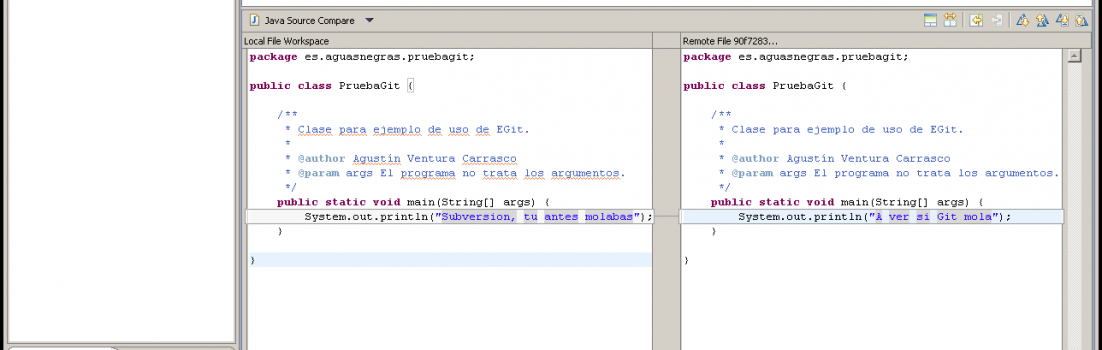 Java Source Compare
Local File Workspace
package es.aguasnegras.pruebagit;
public class PruebaGit {
/**
* Clase para ejemplo de uso de EGit.
*
* @author Agustín Ventura Carrasco
* @param args El programa no trata los argumentos.
*/
public static void main(String[] args) {
System.out.println("Subversion, tu antes molabas");
}
}
Remote File 90f7283...
package es.aguasnegras.pruebagit;
public class PruebaGit {
/**
* Clase para ejemplo de uso de EGit.
*
* @author Agustín Ventura Carrasco
* @param args El programa no trata los argumentos.
*/
public static void main(String[] args) {
System.out.println("A ver si Git mola");
}
}